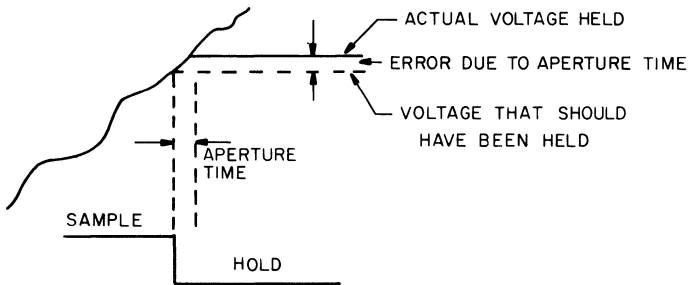 ACTUAL VOLTAGE HELD
ERROR DUE TO APERTURE TIME
VOLTAGE THAT SHOULD
HAVE BEEN HELD
APERTURE
TIME
SAMPLE
HOLD